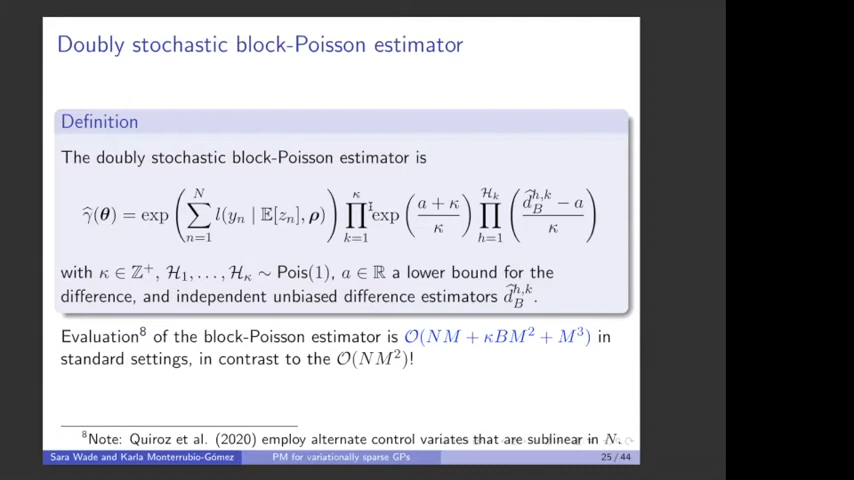 Doubly stochastic block-Poisson estimator
Definition
The doubly stochastic block-Poisson estimator is
γ̂(θ) = exp ( ∑_{n=1}^{N} l(y_n | E[z_n], ρ) ) ∏_{k=1}^{κ} exp ( (a + κ) / κ ) ∏_{h=1}^{ℋ_k} ( (d̂_B^{h,k} − a) / κ )
with κ ∈ ℤ⁺, ℋ₁, . . . , ℋ_κ ∼ Pois(1), a ∈ ℝ a lower bound for the
difference, and independent unbiased difference estimators d̂_B^{h,k}.
Evaluation⁸ of the block-Poisson estimator is 𝒪(NM + κBM² + M³) in
standard settings, in contrast to the 𝒪(NM²)!
⁸Note: Quiroz et al. (2020) employ alternate control variates that are sublinear in N.
Sara Wade and Karla Monterrubio-Gómez PM for variationally sparse GPs 25 / 44